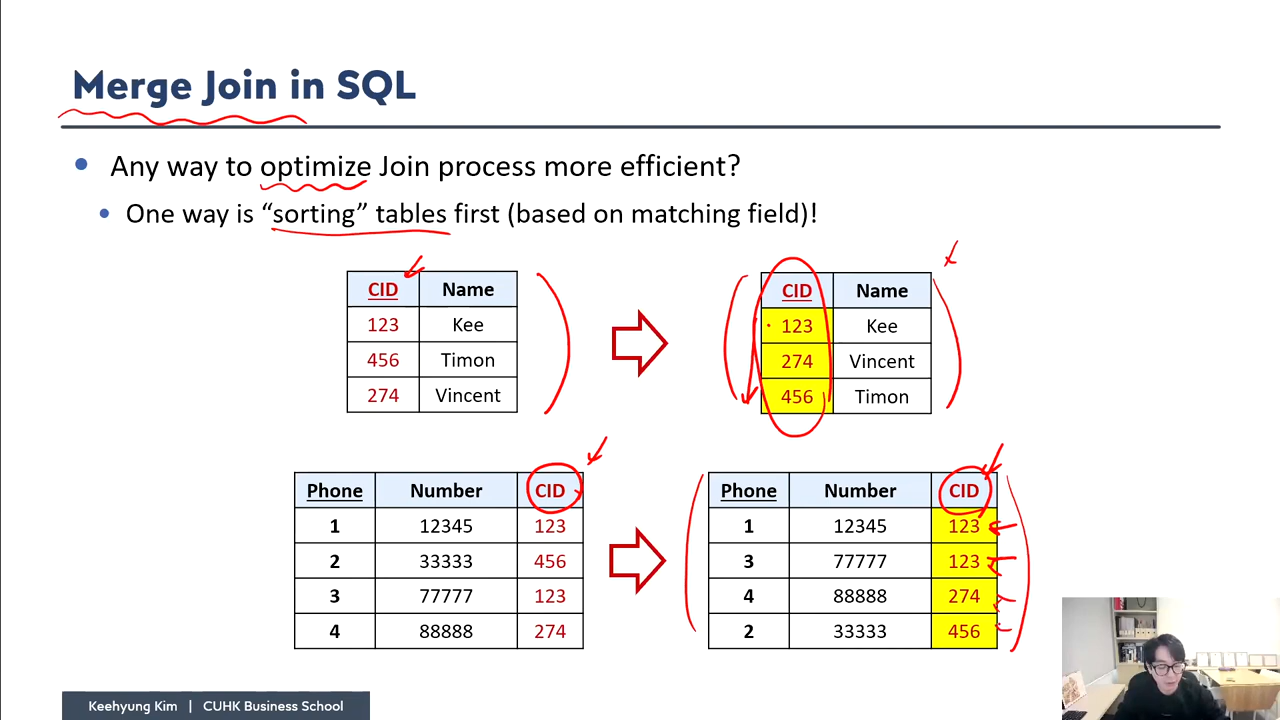 Merge Join in SQL
Any way to optimize Join process more efficient?
One way is “sorting” tables first (based on matching field)!
CID Name
123 Kee
456 Timon
274 Vincent
CID Name
123 Kee
274 Vincent
456 Timon
Phone Number CID
1 12345 123
2 33333 456
3 77777 123
4 88888 274
Phone Number CID
1 12345 123
3 77777 123
4 88888 274
2 33333 456
Keehyung Kim | CUHK Business School